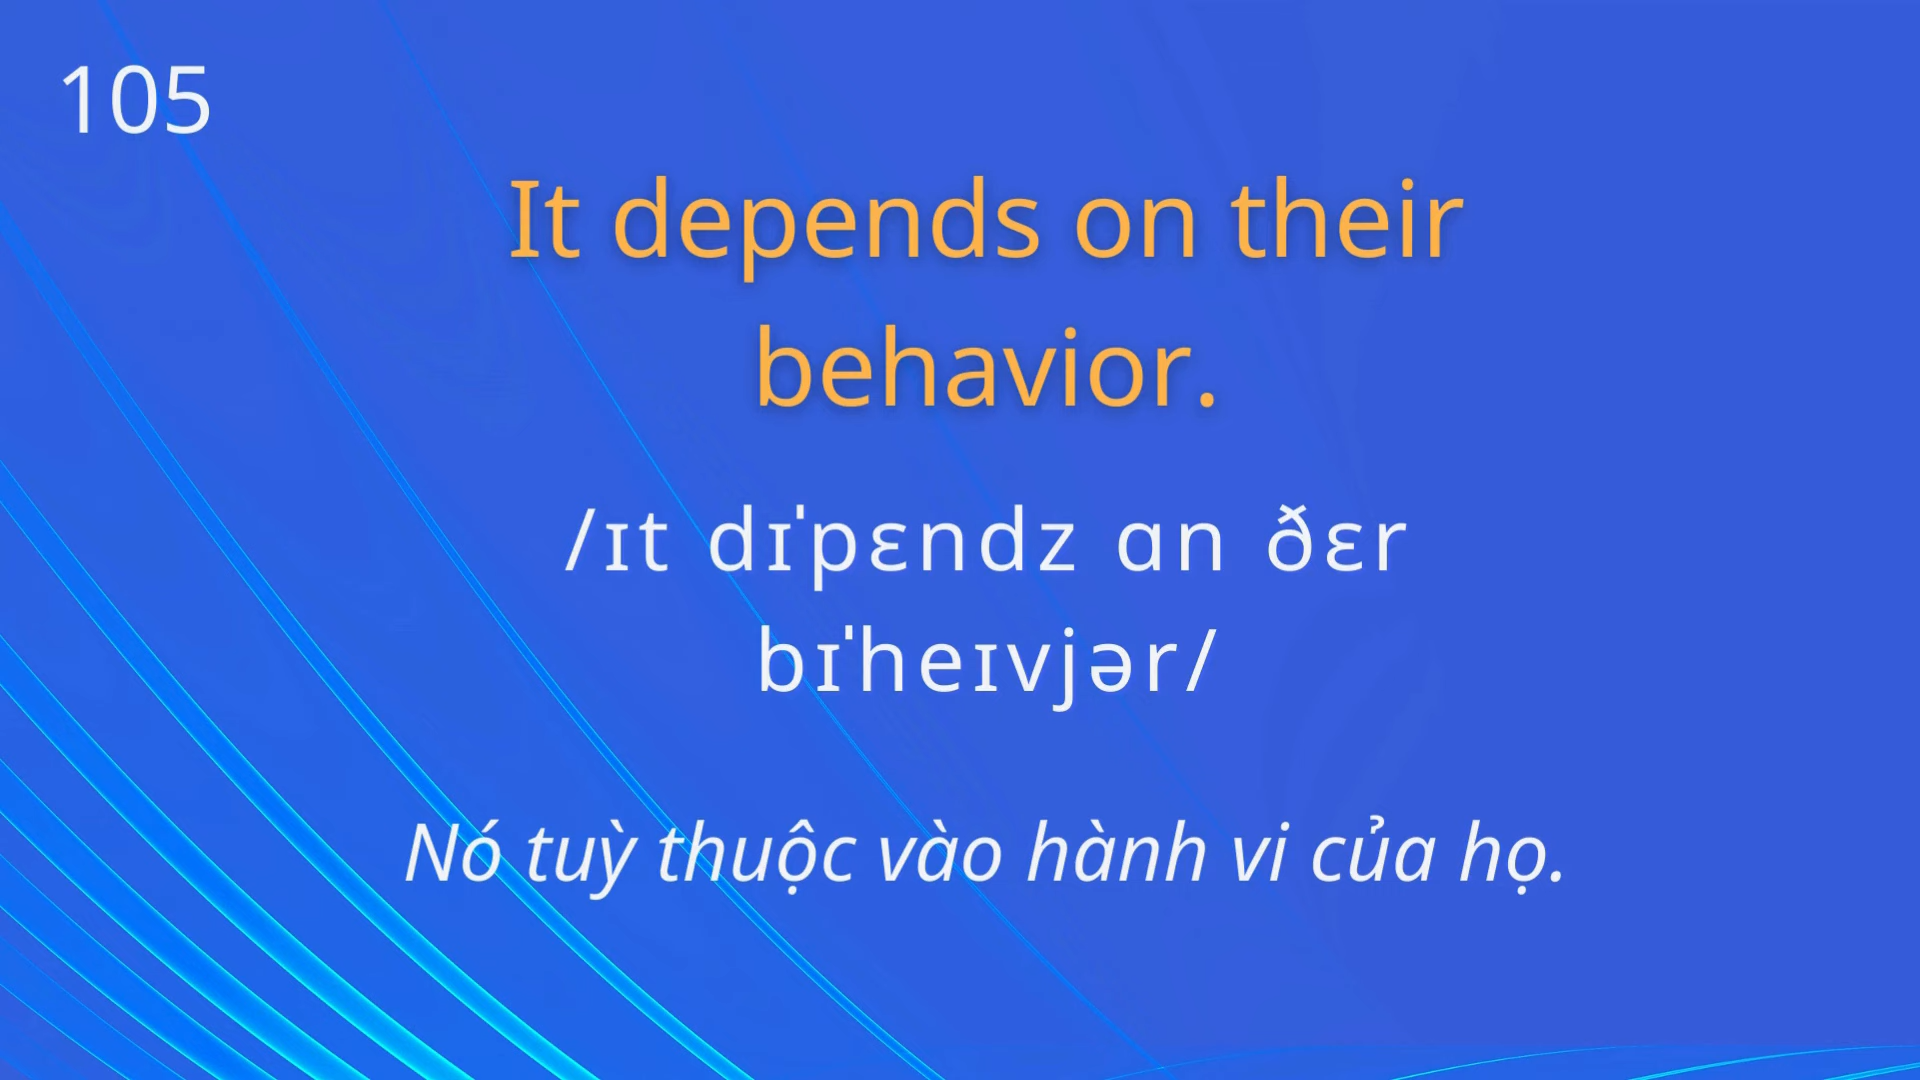 105
It depends on their
behavior.
/ɪt dɪˈpɛndz ɑn ðɛr
bɪˈheɪvjər/
Nó tuỳ thuộc vào hành vi của họ.